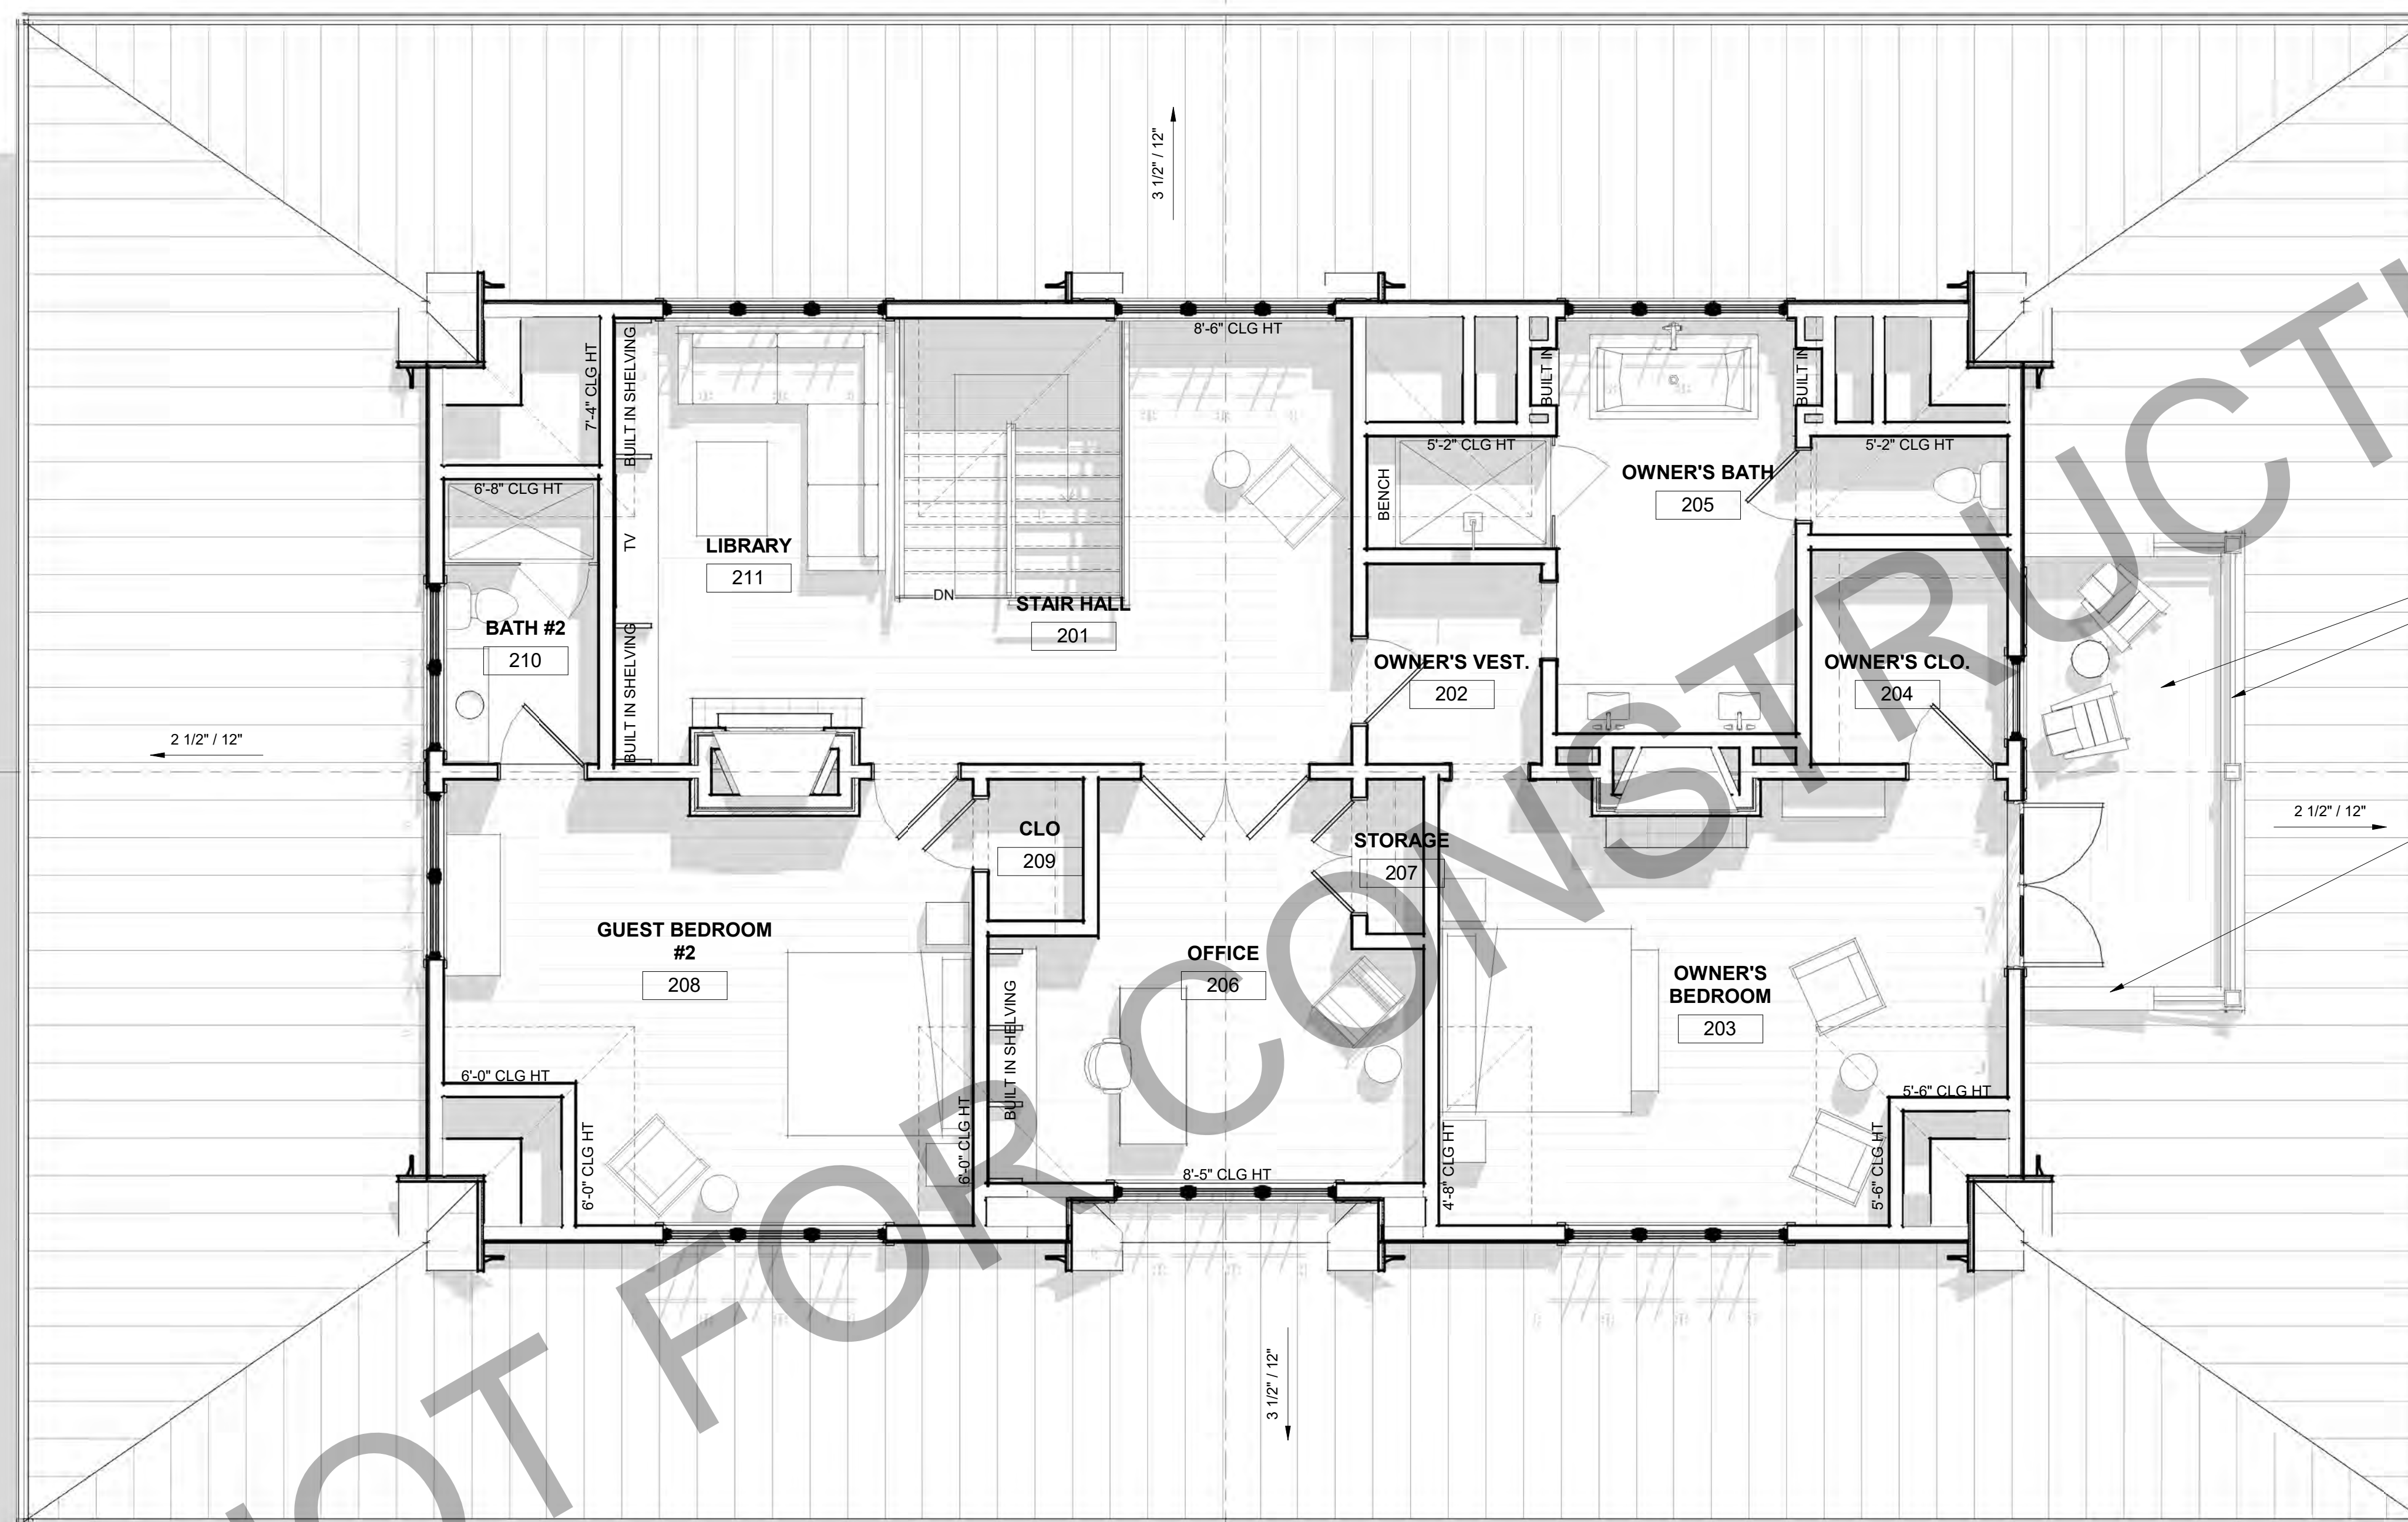 3 1/2" / 12"
8'-6" CLG HT
7'-4" CLG HT
BUILT IN SHELVING
BUILT IN
BUILT IN
5'-2" CLG HT
5'-2" CLG HT
6'-8" CLG HT
BENCH
OWNER'S BATH
205
TV
LIBRARY
211
DN
STAIR HALL
201
BATH #2
210
BUILT IN SHELVING
OWNER'S VEST.
202
OWNER'S CLO.
204
2 1/2" / 12"
2 1/2" / 12"
CLO
209
STORAGE
207
GUEST BEDROOM
#2
208
OFFICE
206
OWNER'S
BEDROOM
203
BUILT IN SHELVING
6'-0" CLG HT
6'-0" CLG HT
6'-0" CLG HT
8'-5" CLG HT
4'-8" CLG HT
5'-6" CLG HT
5'-6" CLG HT
3 1/2" / 12"
OT FOR CONSTRUCTI